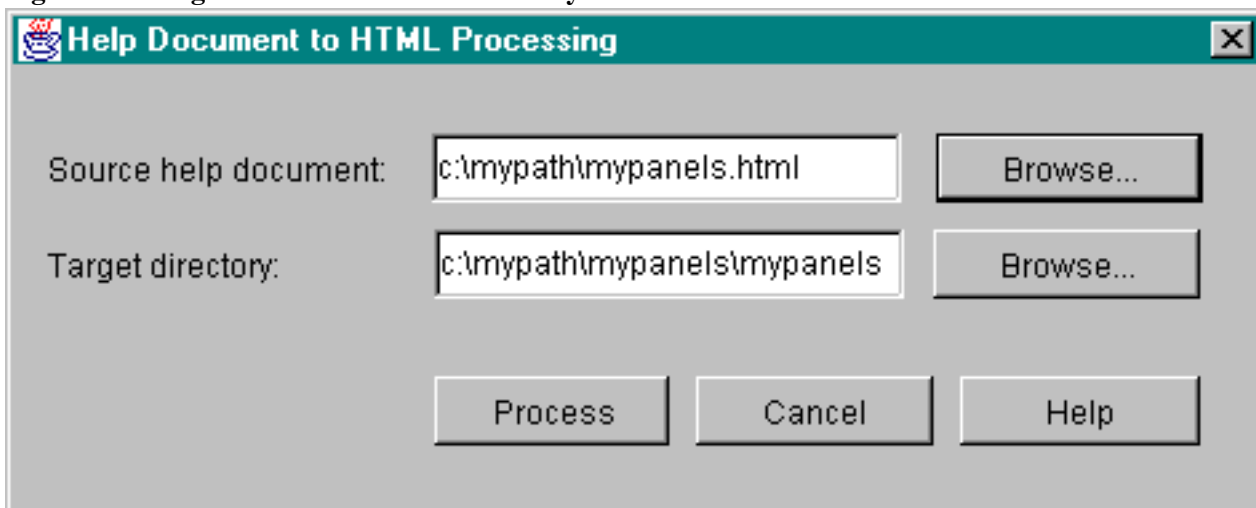 Help Document to HTML Processing
Source help document: c:\mypath\mypanels.html Browse...
Target directory: c:\mypath\mypanels\mypanels Browse...
Process Cancel Help